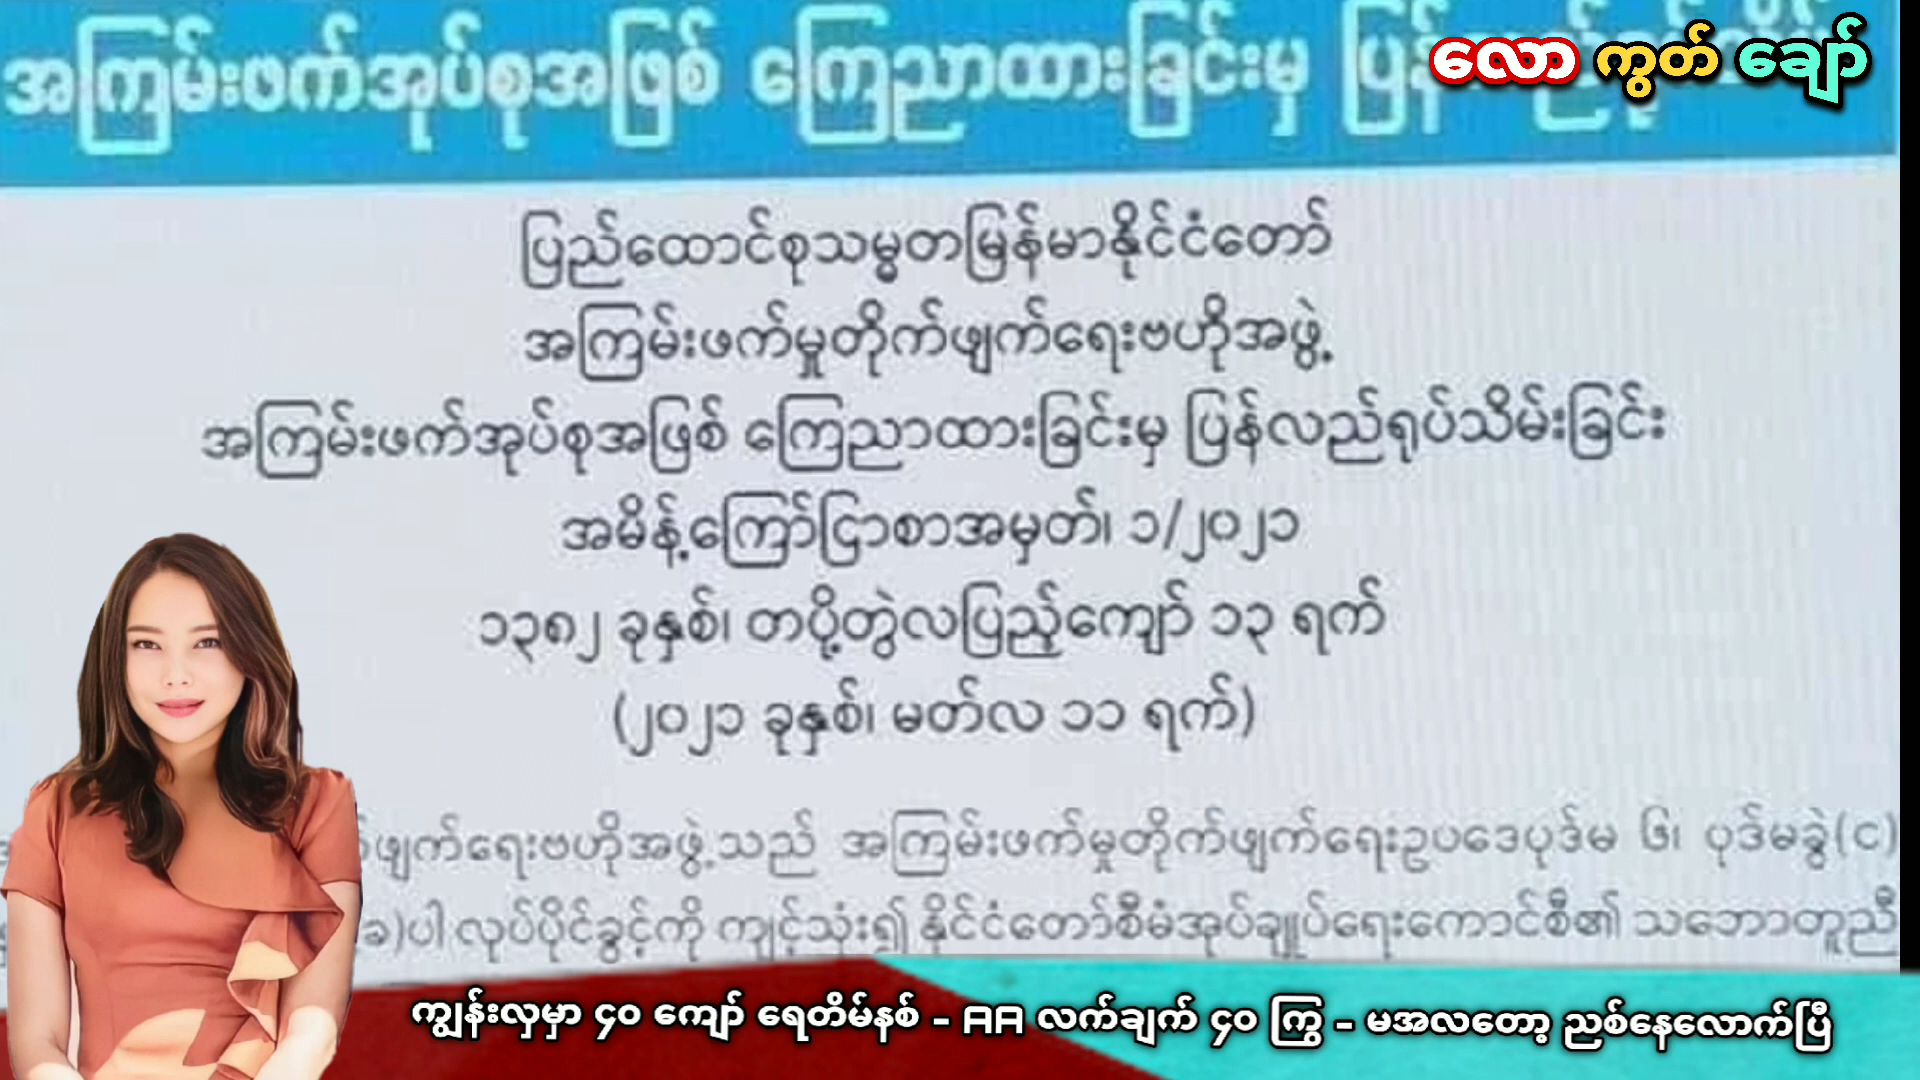 အကြမ်းဖက်အုပ်စုအဖြစ် ကြေညာထားခြင်းမှ
လော ကွတ် ချော်
ပြည်ထောင်စုသမ္မတမြန်မာနိုင်ငံတော်
အကြမ်းဖက်မှုတိုက်ဖျက်ရေးဗဟိုအဖွဲ့
အကြမ်းဖက်အုပ်စုအဖြစ် ကြေညာထားခြင်းမှ ပြန်လည်ရုပ်သိမ်းခြင်း
အမိန့်ကြော်ငြာစာအမှတ်၊ ၁/၂၀၂၁
၁၃၈၂ ခုနှစ်၊ တပို့တွဲလပြည့်ကျော် ၁၃ ရက်
(၂၀၂၁ ခုနှစ်၊ မတ်လ ၁၁ ရက်)
ဖျက်ရေးဗဟိုအဖွဲ့သည် အကြမ်းဖက်မှုတိုက်ဖျက်ရေးဥပဒေပုဒ်မ ၆၊ ပုဒ်မခွဲ(င)
(ခ)ပါ လုပ်ပိုင်ခွင့်ကို ကျင့်သုံး၍ နိုင်ငံတော်စီမံအုပ်ချုပ်ရေးကောင်စီ၏ သဘောတူညီ
ကျွန်းလှမှာ ၄၀ ကျော် ရေတိမ်နစ် - AA လက်ချက် ၄၀ ကြွ - မအလတော့ ညစ်နေလောက်ပြီ